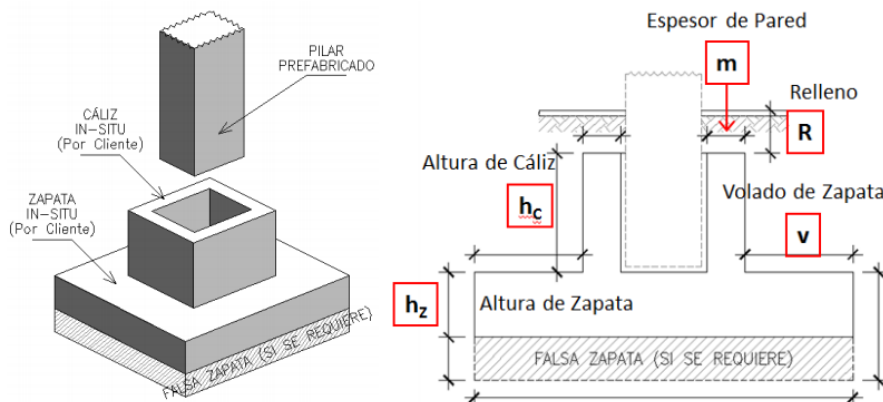 PILAR
PREFABRICADO
CÁLIZ
IN-SITU
(Por Cliente)
ZAPATA
IN-SITU
(Por Cliente)
FALSA ZAPATA (SI SE REQUIERE)
Espesor de Pared
m
Relleno
R
Altura de Cáliz
hc
Volado de Zapata
v
hz
Altura de Zapata
FALSA ZAPATA (SI SE REQUIERE)